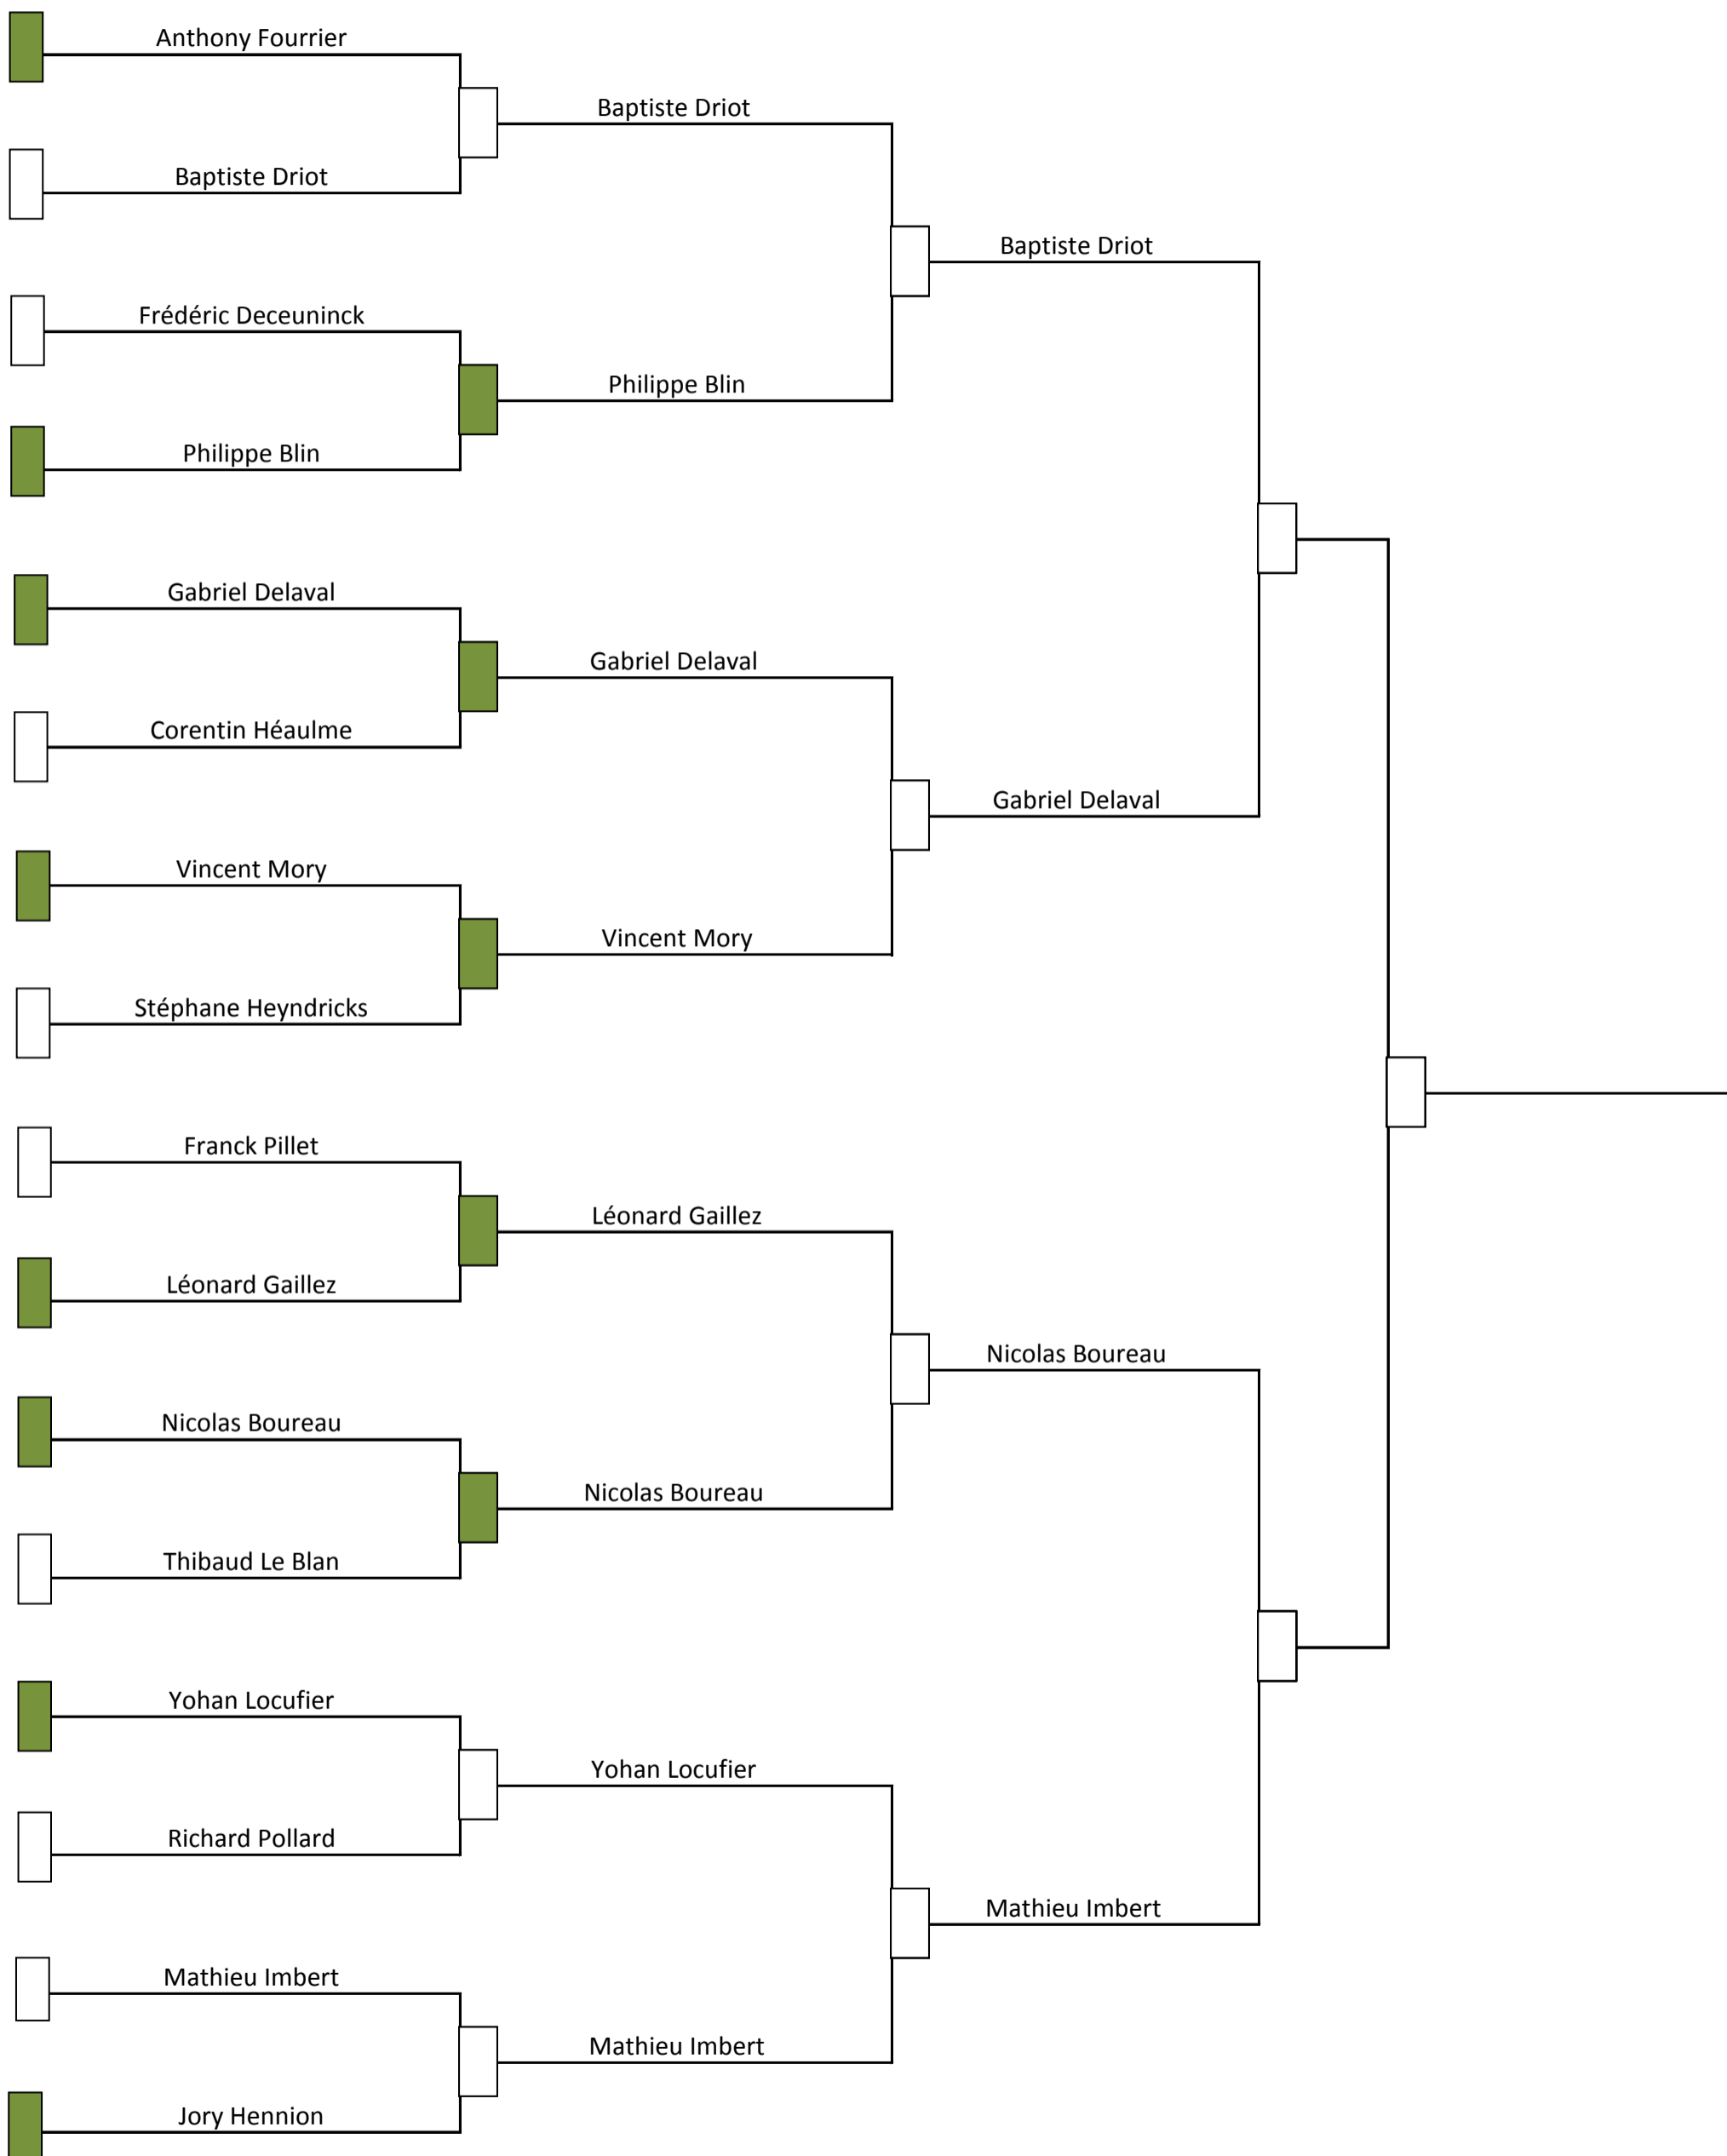 Anthony Fourrier
Baptiste Driot
Baptiste Driot
Baptiste Driot
Frédéric Deceuninck
Philippe Blin
Philippe Blin
Gabriel Delaval
Gabriel Delaval
Corentin Héaulme
Gabriel Delaval
Vincent Mory
Vincent Mory
Stéphane Heyndricks
Franck Pillet
Léonard Gaillez
Léonard Gaillez
Nicolas Boureau
Nicolas Boureau
Nicolas Boureau
Thibaud Le Blan
Yohan Locufier
Yohan Locufier
Richard Pollard
Mathieu Imbert
Mathieu Imbert
Mathieu Imbert
Jory Hennion